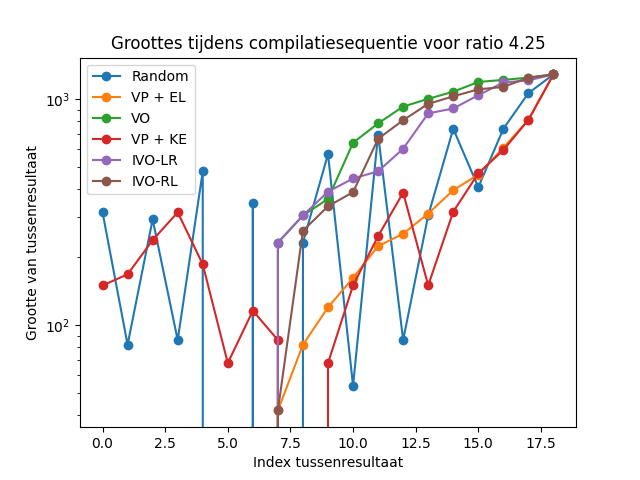 Groottes tijdens compilatiesequentie voor ratio 4.25
Random
VP + EL
VO
VP + KE
IVO-LR
IVO-RL
Grootte van tussenresultaat
10³
10²
0.0 2.5 5.0 7.5 10.0 12.5 15.0 17.5
Index tussenresultaat